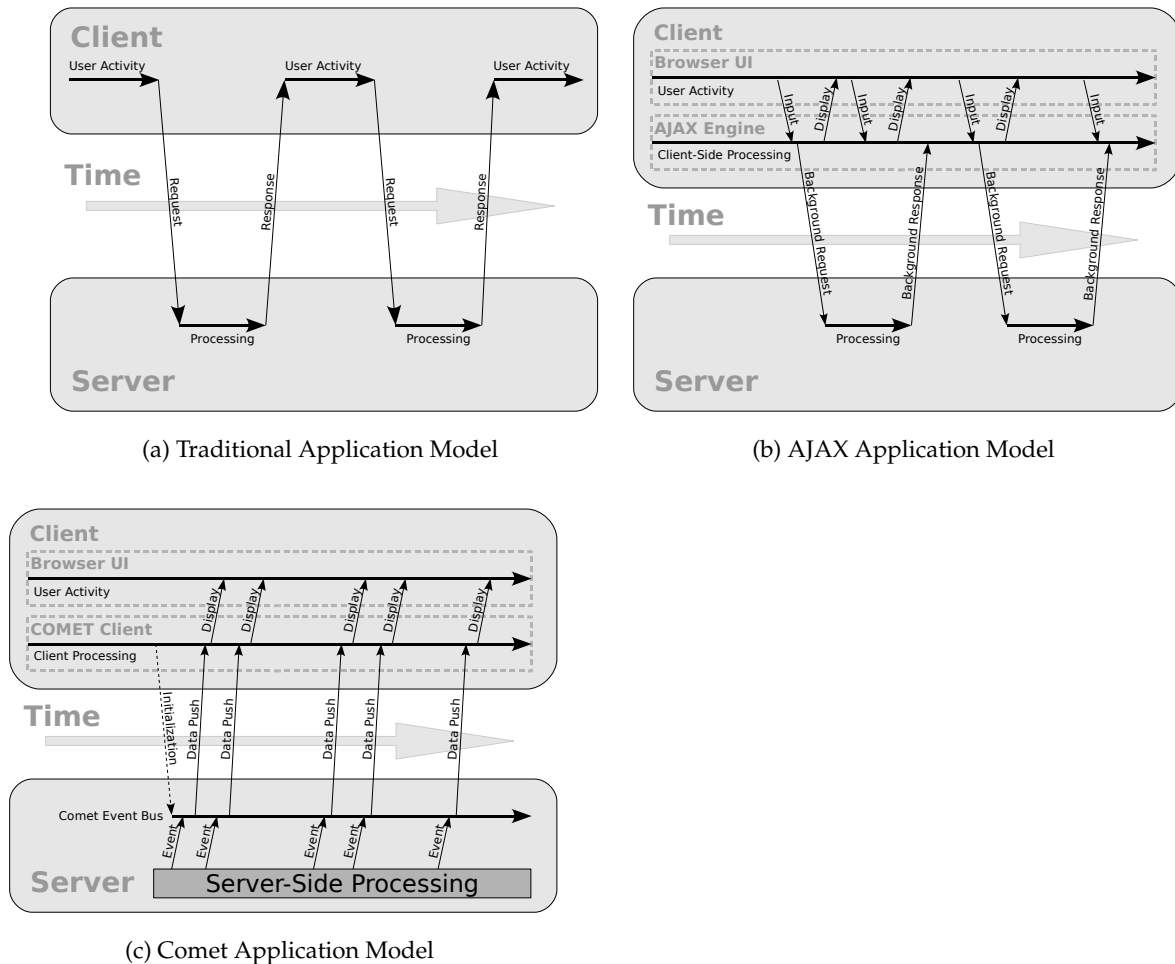 Client
User Activity
User Activity
User Activity
Time
Request
Response
Request
Response
Processing
Processing
Server
(a) Traditional Application Model
Client
Browser UI
User Activity
Input
Display
Input
Display
Input
Display
Input
AJAX Engine
Client-Side Processing
Time
Background Request
Background Response
Background Request
Background Response
Processing
Processing
Server
(b) AJAX Application Model
Client
Browser UI
User Activity
Display
Display
Display
Display
Display
COMET Client
Client Processing
Time
Initialization
Data Push
Data Push
Data Push
Data Push
Data Push
Comet Event Bus
Event
Event
Event
Event
Event
Server
Server-Side Processing
(c) Comet Application Model